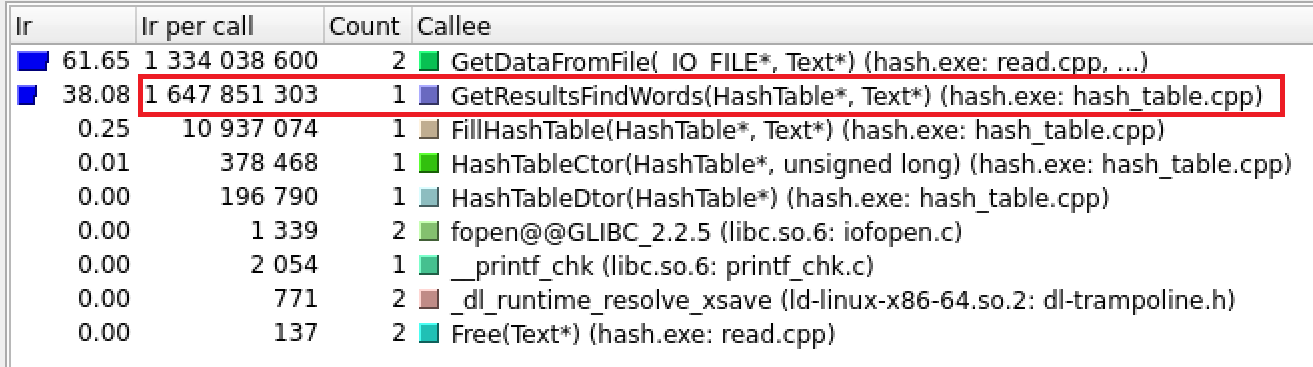 Ir Ir per call Count Callee
61.65 1 334 038 600 2 GetDataFromFile(_IO_FILE*, Text*) (hash.exe: read.cpp, ...)
38.08 1 647 851 303 1 GetResultsFindWords(HashTable*, Text*) (hash.exe: hash_table.cpp)
0.25 10 937 074 1 FillHashTable(HashTable*, Text*) (hash.exe: hash_table.cpp)
0.01 378 468 1 HashTableCtor(HashTable*, unsigned long) (hash.exe: hash_table.cpp)
0.00 196 790 1 HashTableDtor(HashTable*) (hash.exe: hash_table.cpp)
0.00 1 339 2 fopen@@GLIBC_2.2.5 (libc.so.6: iofopen.c)
0.00 2 054 1 __printf_chk (libc.so.6: printf_chk.c)
0.00 771 2 _dl_runtime_resolve_xsave (ld-linux-x86-64.so.2: dl-trampoline.h)
0.00 137 2 Free(Text*) (hash.exe: read.cpp)